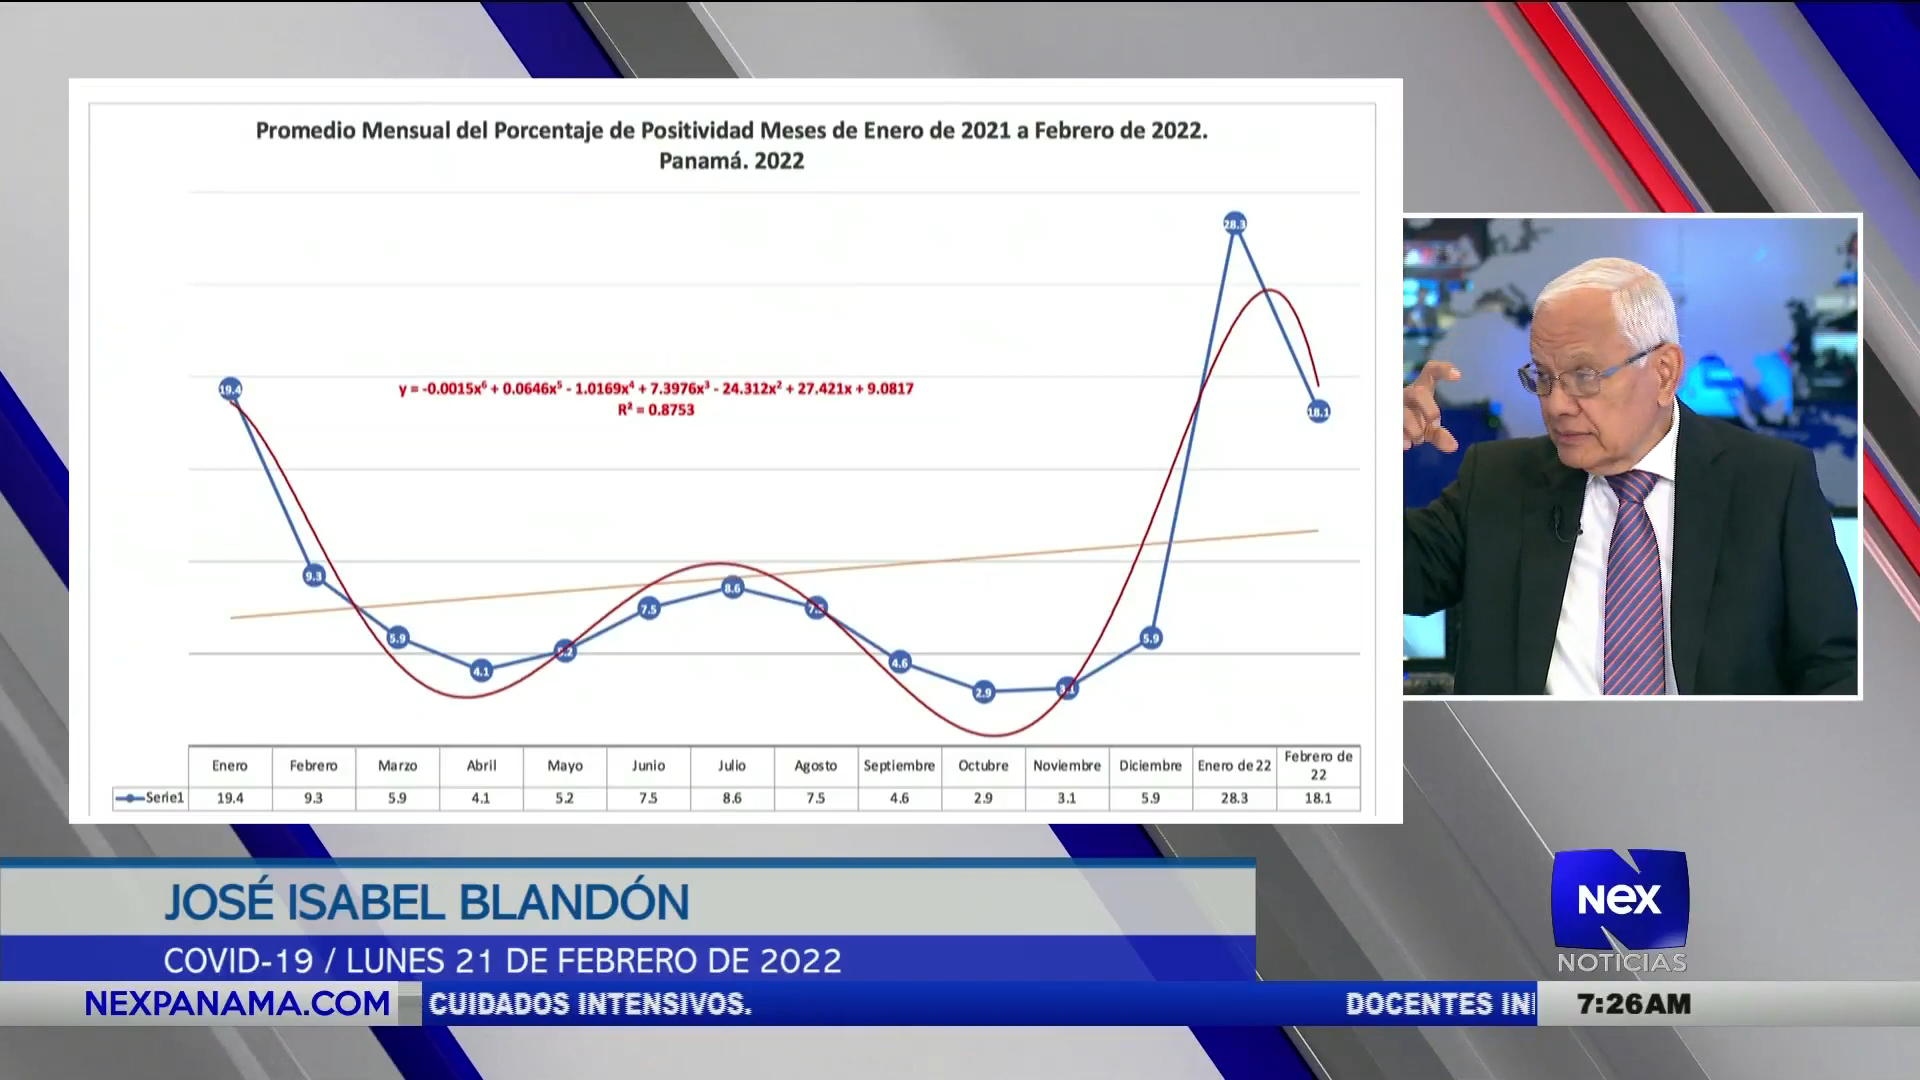 Promedio Mensual del Porcentaje de Positividad Meses de Enero de 2021 a Febrero de 2022.
Panamá. 2022
28.3
19.4
y = -0.0015x⁶ + 0.0646x⁵ - 1.0169x⁴ + 7.3976x³ - 24.312x² + 27.421x + 9.0817
R² = 0.8753
18.1
9.3
8.6
7.5
7.5
5.9
5.9
5.2
4.6
4.1
3.1
2.9
Enero Febrero Marzo Abril Mayo Junio Julio Agosto Septiembre Octubre Noviembre Diciembre Enero de 22 Febrero de 22
Serie1 19.4 9.3 5.9 4.1 5.2 7.5 8.6 7.5 4.6 2.9 3.1 5.9 28.3 18.1
JOSÉ ISABEL BLANDÓN
COVID-19 / LUNES 21 DE FEBRERO DE 2022
NEX
NOTICIAS
NEXPANAMA.COM CUIDADOS INTENSIVOS. DOCENTES 7:26AM